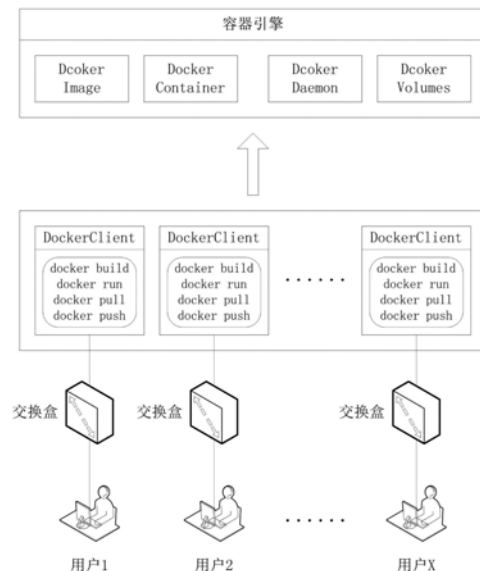 容器引擎
Dcoker Image
Docker Container
Dcoker Daemon
Dcoker Volumes
DockerClient
docker build
docker run
docker pull
docker push
DockerClient
docker build
docker run
docker pull
docker push
......
DockerClient
docker build
docker run
docker pull
docker push
交换盒
交换盒
交换盒
......
用户1
用户2
用户X